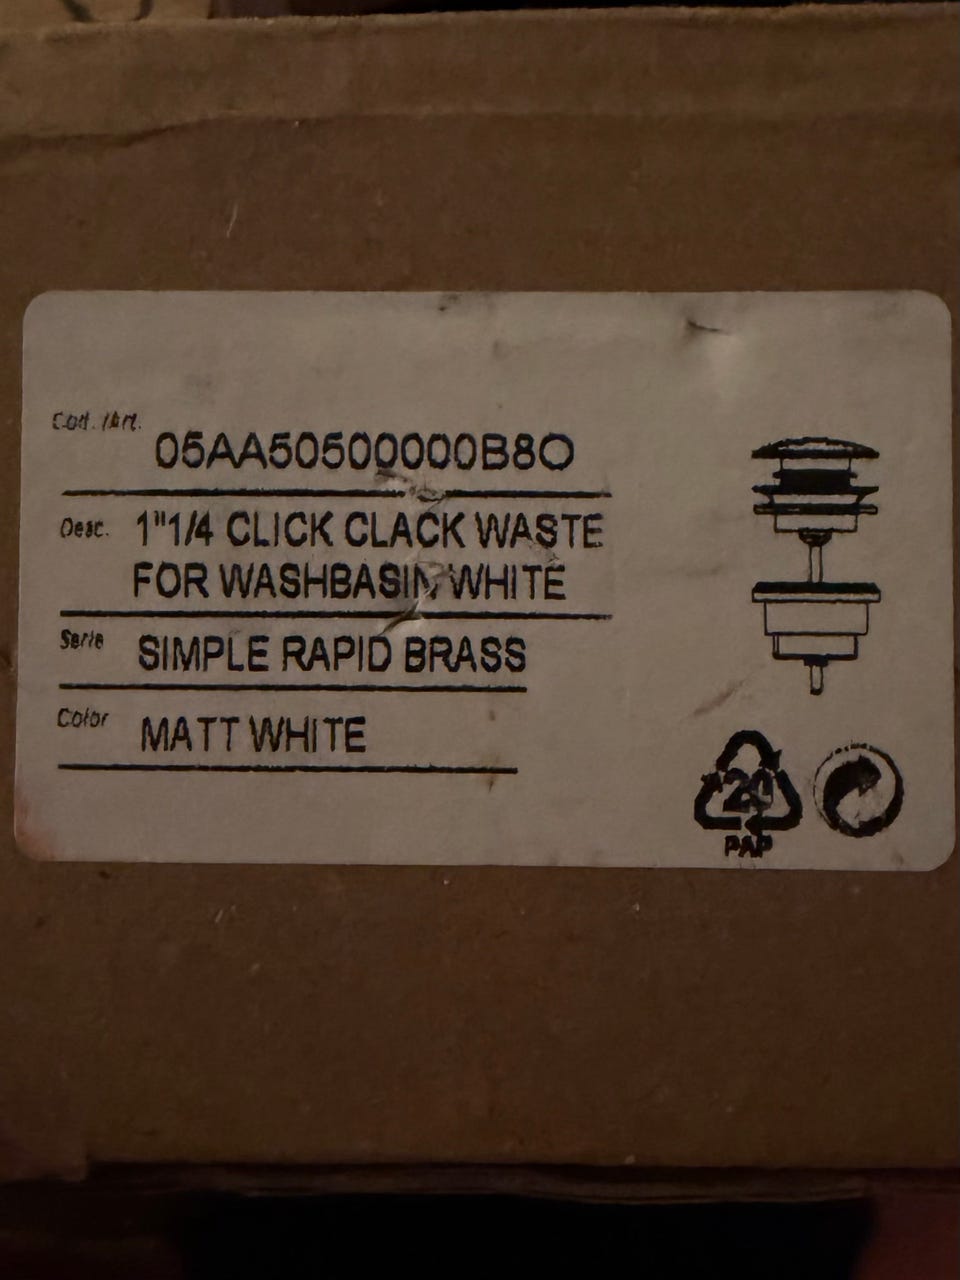 Cod. /Art.
05AA50500000B8O
Desc. 1"1/4 CLICK CLACK WASTE
FOR WASHBASIN WHITE
Serie SIMPLE RAPID BRASS
Color MATT WHITE
20
PAP